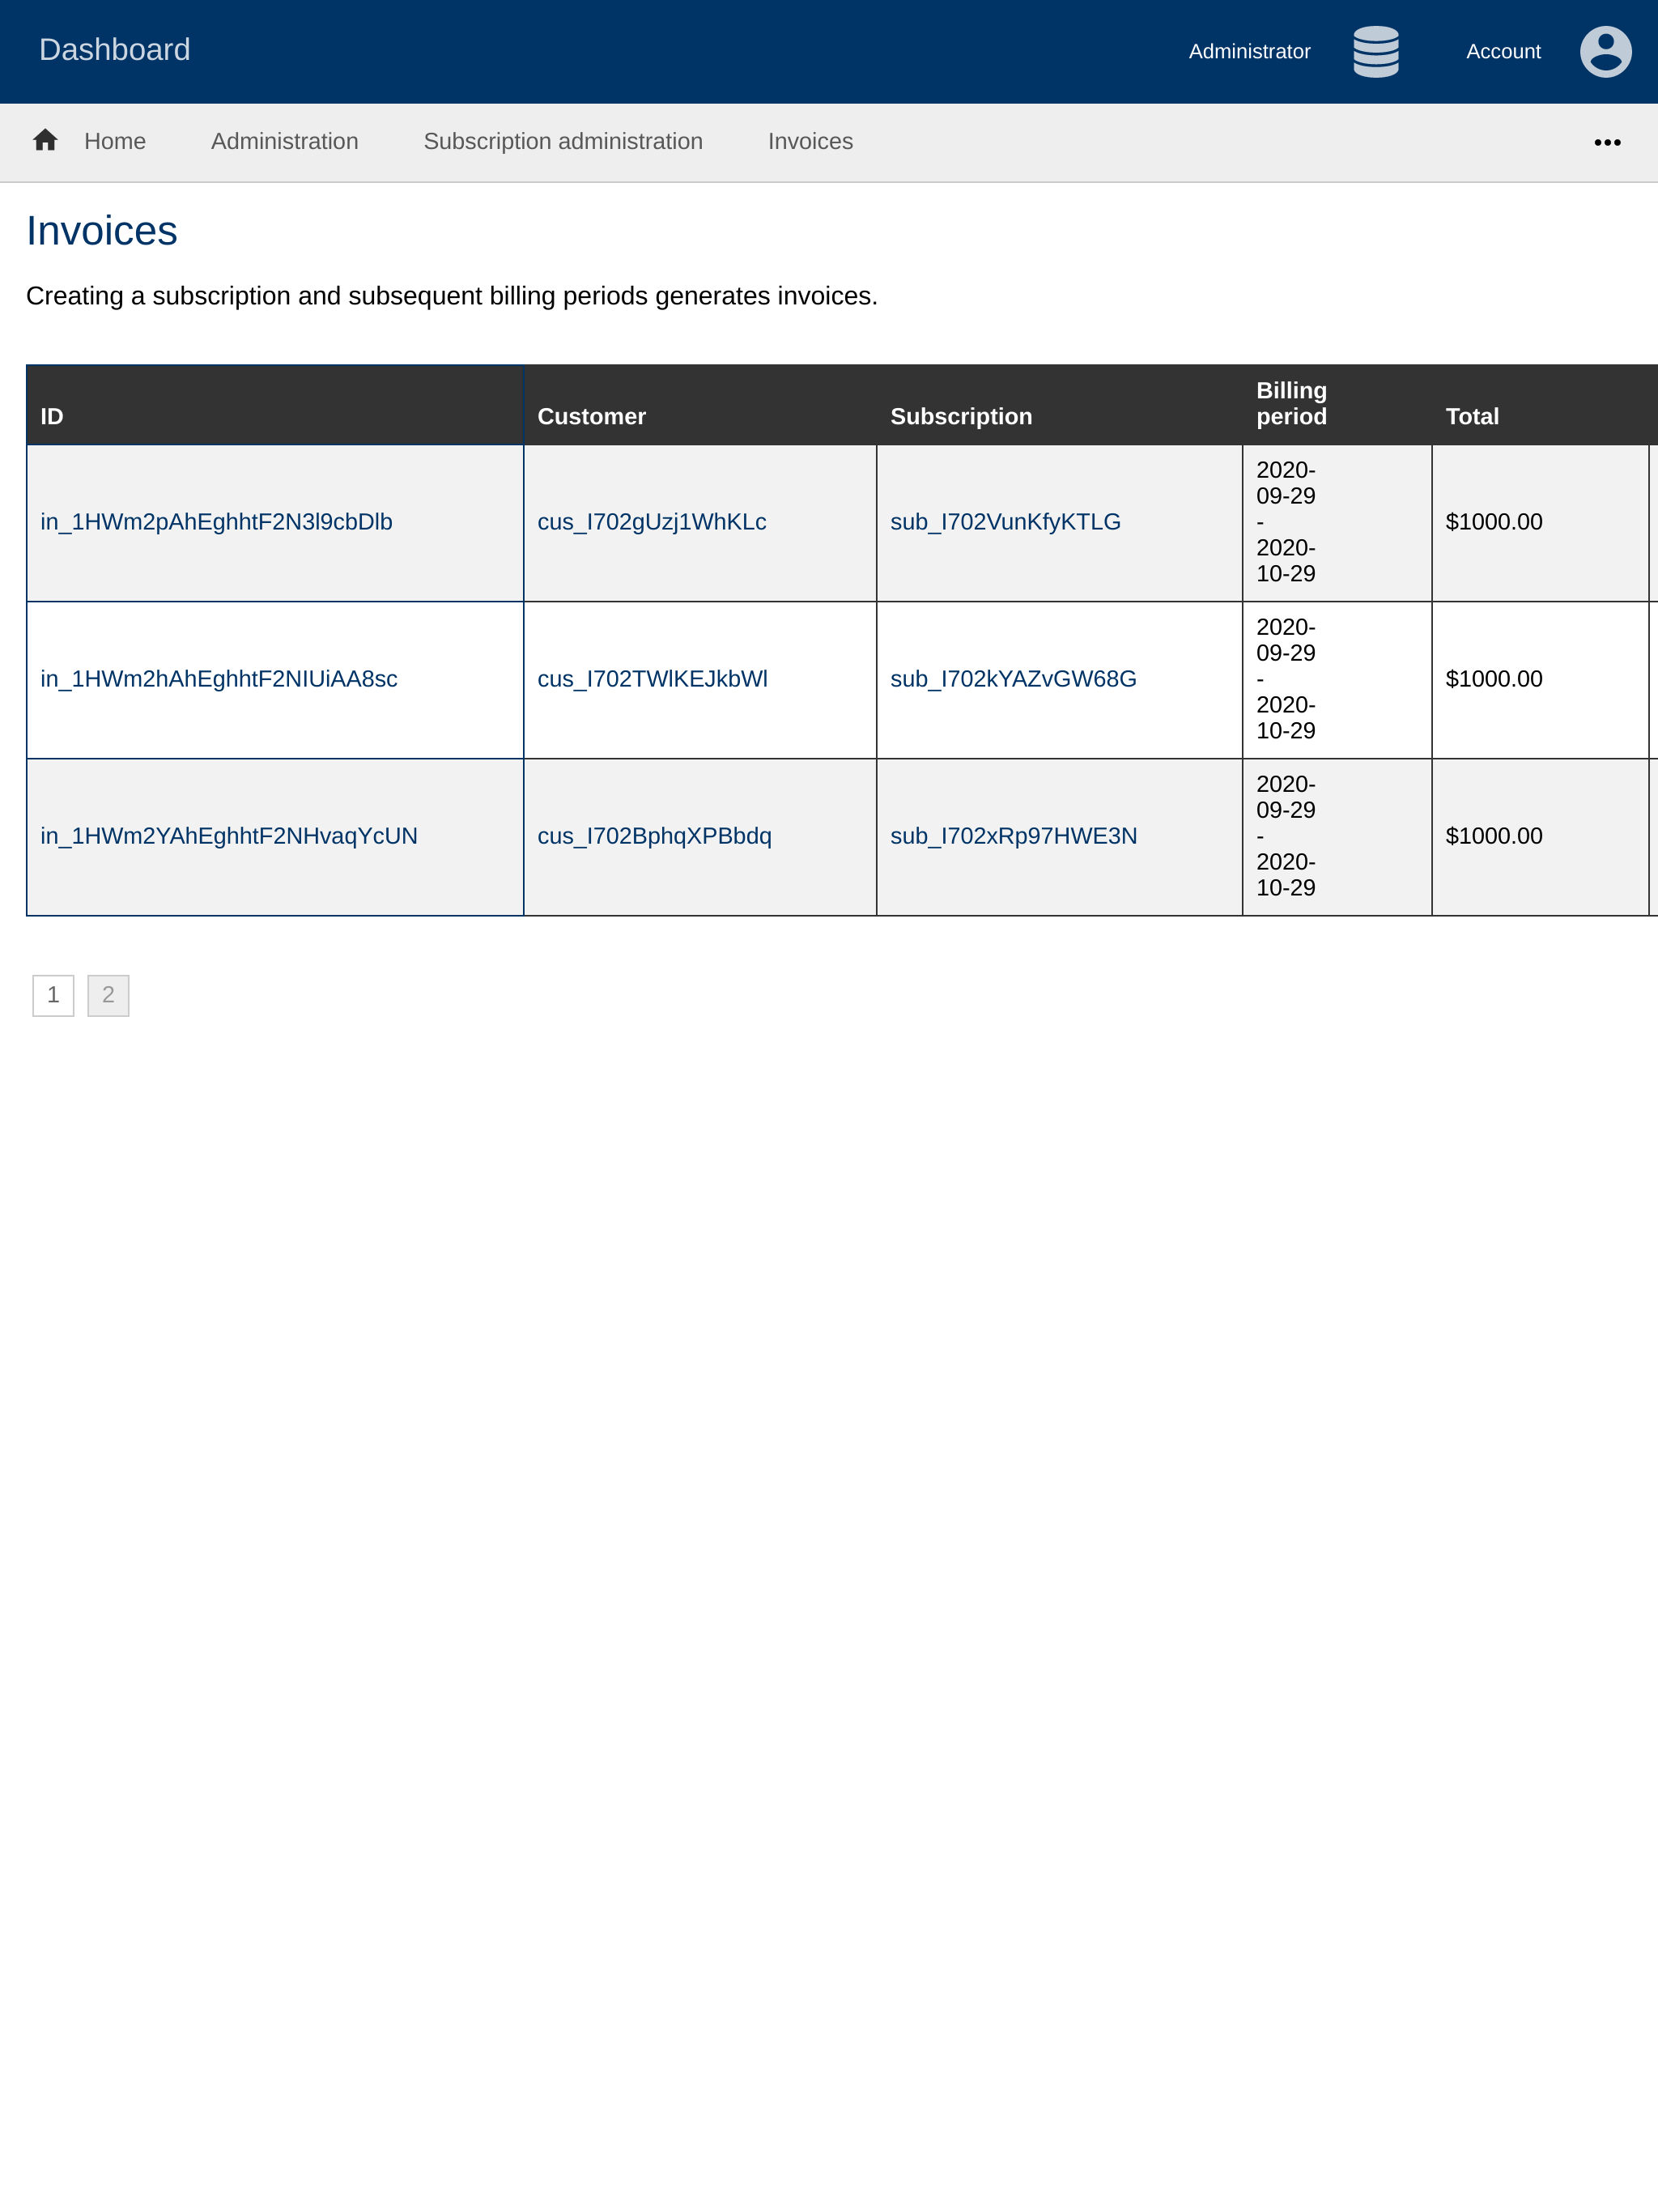 Dashboard
Administrator
Account
Home
Administration
Subscription administration
Invoices
Invoices
Creating a subscription and subsequent billing periods generates invoices.
ID
Customer
Subscription
Billing
period
Total
in_1HWm2pAhEghhtF2N3l9cbDlb
cus_I702gUzj1WhKLc
sub_I702VunKfyKTLG
2020-
09-29
-
2020-
10-29
$1000.00
in_1HWm2hAhEghhtF2NIUiAA8sc
cus_I702TWlKEJkbWl
sub_I702kYAZvGW68G
2020-
09-29
-
2020-
10-29
$1000.00
in_1HWm2YAhEghhtF2NHvaqYcUN
cus_I702BphqXPBbdq
sub_I702xRp97HWE3N
2020-
09-29
-
2020-
10-29
$1000.00
1
2